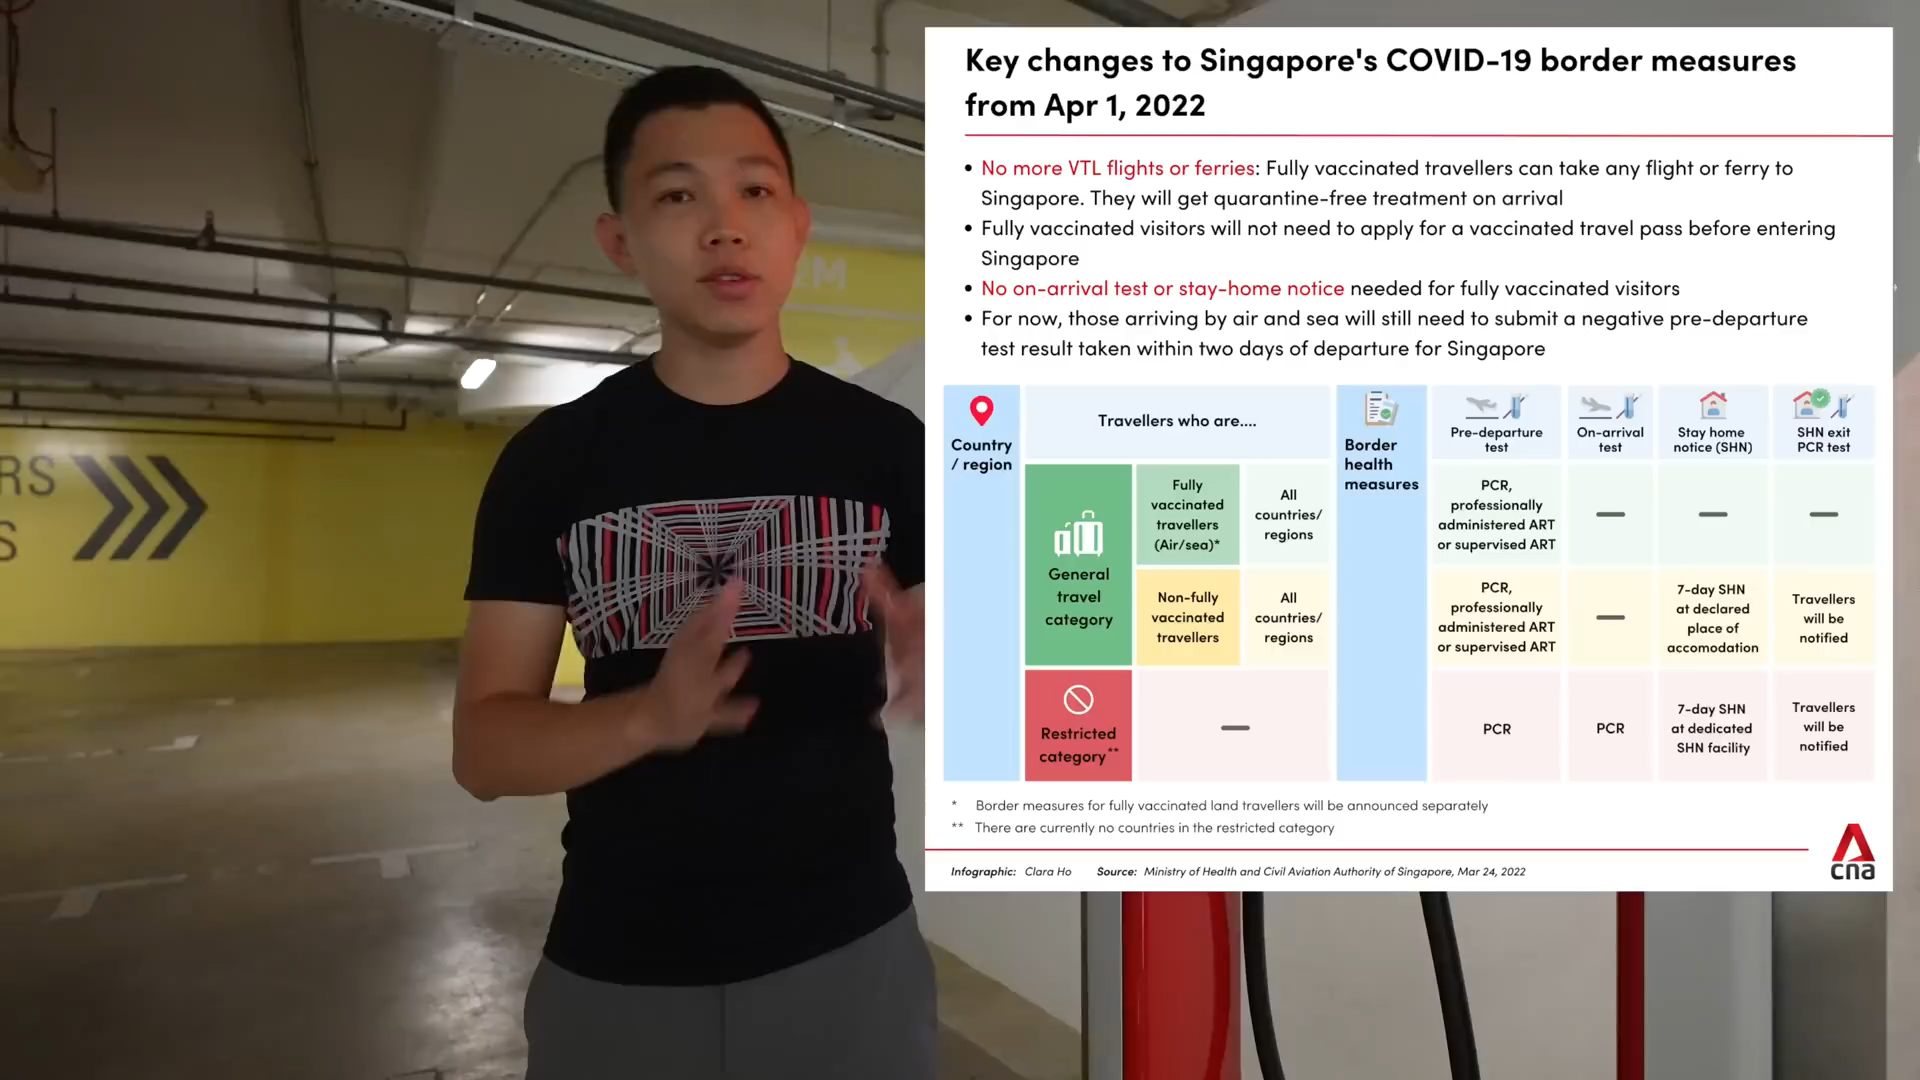 Key changes to Singapore's COVID-19 border measures
from Apr 1, 2022
• No more VTL flights or ferries: Fully vaccinated travellers can take any flight or ferry to
Singapore. They will get quarantine-free treatment on arrival
• Fully vaccinated visitors will not need to apply for a vaccinated travel pass before entering
Singapore
• No on-arrival test or stay-home notice needed for fully vaccinated visitors
• For now, those arriving by air and sea will still need to submit a negative pre-departure
test result taken within two days of departure for Singapore
Country
/ region
Travellers who are....
Border
health
measures
Pre-departure
test
On-arrival
test
Stay home
notice (SHN)
SHN exit
PCR test
General
travel
category
Fully
vaccinated
travellers
(Air/sea)*
All
countries/
regions
PCR,
professionally
administered ART
or supervised ART
—
—
—
Non-fully
vaccinated
travellers
All
countries/
regions
PCR,
professionally
administered ART
or supervised ART
—
7-day SHN
at declared
place of
accomodation
Travellers
will be
notified
Restricted
category**
—
PCR
PCR
7-day SHN
at dedicated
SHN facility
Travellers
will be
notified
* Border measures for fully vaccinated land travellers will be announced separately
** There are currently no countries in the restricted category
Infographic: Clara Ho Source: Ministry of Health and Civil Aviation Authority of Singapore, Mar 24, 2022
cna
RS
S